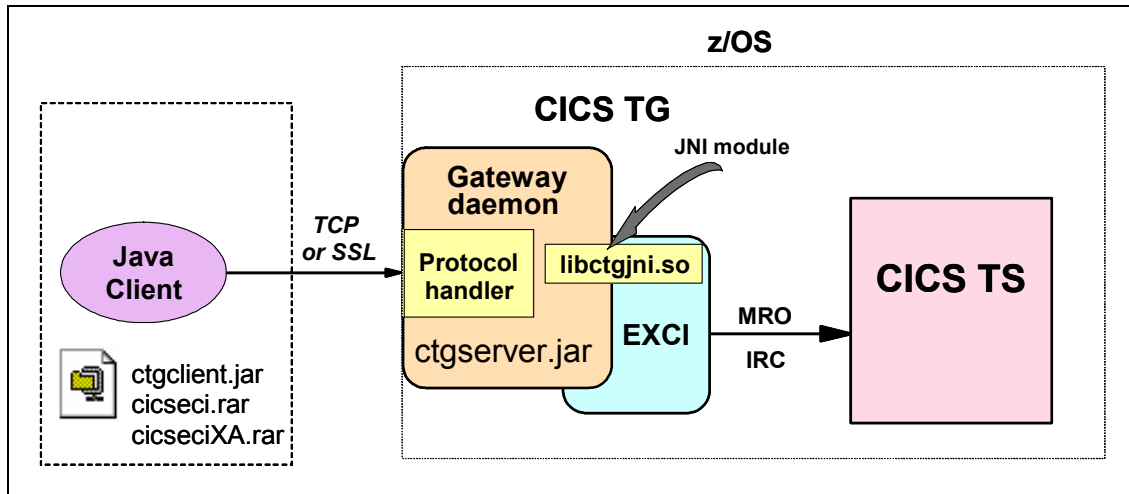 z/OS
CICS TG
JNI module
Gateway
daemon
TCP
or SSL
Java
Client
Protocol
handler
libctgjni.so
CICS TS
EXCI
MRO
IRC
ctgserver.jar
ctgclient.jar
cicseci.rar
cicseciXA.rar